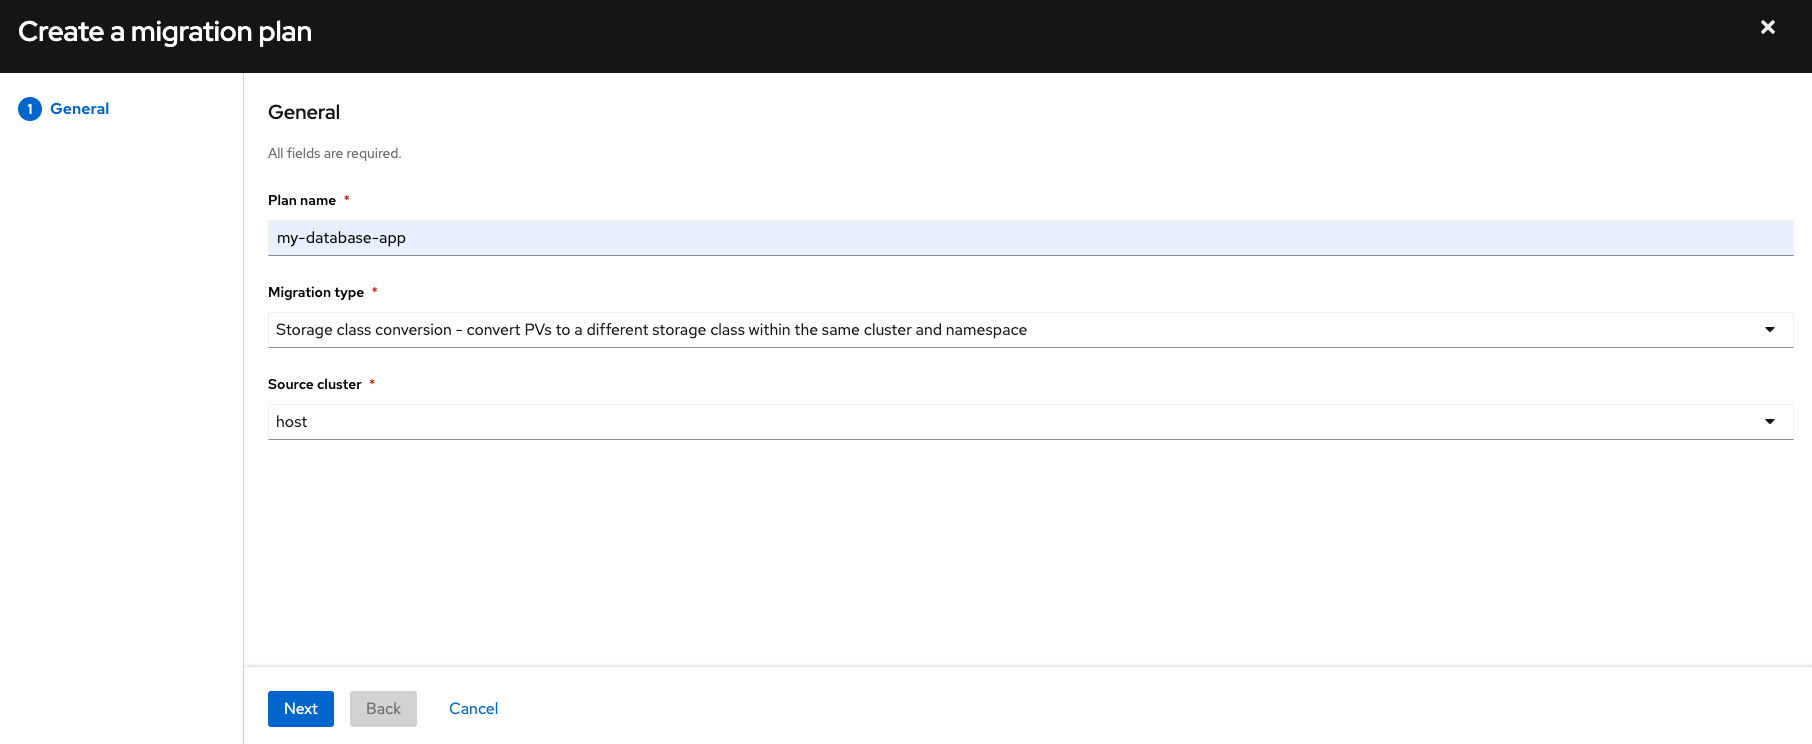 Create a migration plan
1 General
General
All fields are required.
Plan name *
my-database-app
Migration type *
Storage class conversion - convert PVs to a different storage class within the same cluster and namespace
Source cluster *
host
Next Back Cancel